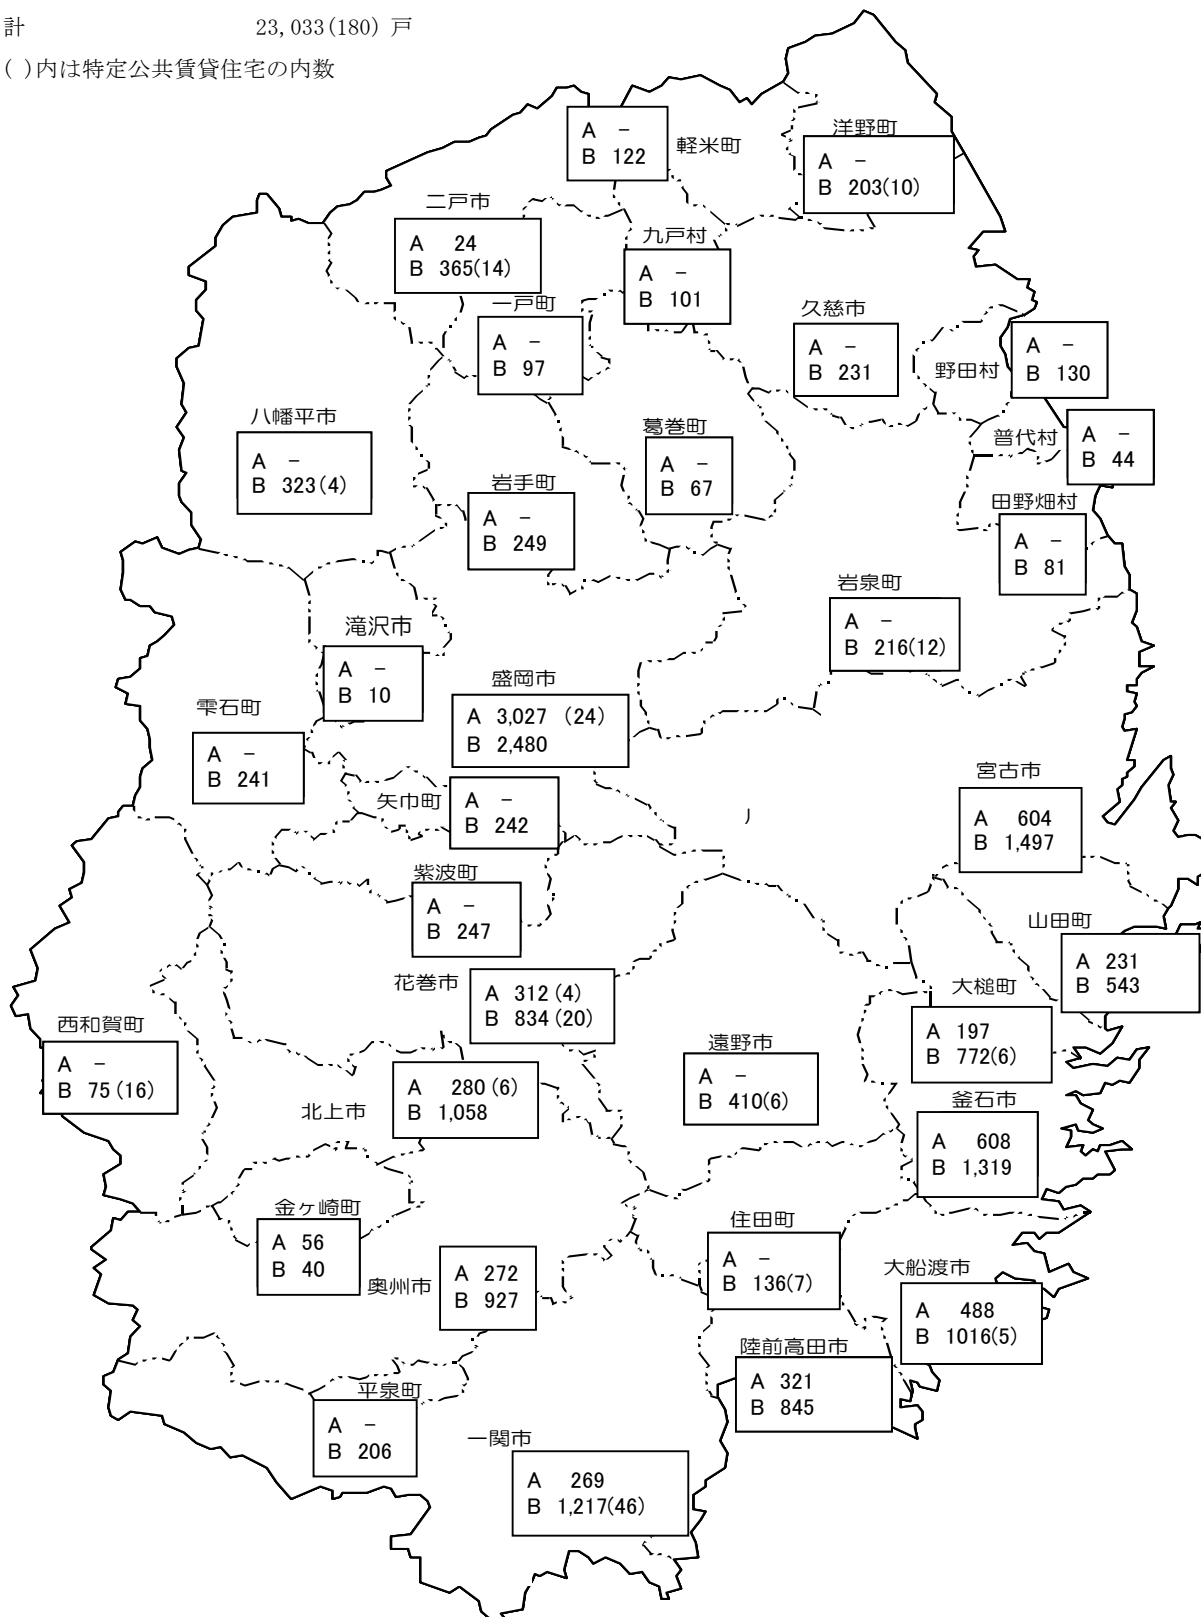 計 23,033(180) 戸
( )内は特定公共賃貸住宅の内数
軽米町
A －
B 122
洋野町
A －
B 203(10)
二戸市
A 24
B 365(14)
九戸村
A －
B 101
一戸町
A －
B 97
久慈市
A －
B 231
野田村
A －
B 130
八幡平市
A －
B 323(4)
葛巻町
A －
B 67
普代村
A －
B 44
岩手町
A －
B 249
田野畑村
A －
B 81
岩泉町
A －
B 216(12)
滝沢市
A －
B 10
盛岡市
A 3,027 (24)
B 2,480
雫石町
A －
B 241
矢巾町
A －
B 242
宮古市
A 604
B 1,497
紫波町
A －
B 247
山田町
A 231
B 543
花巻市
A 312(4)
B 834(20)
大槌町
A 197
B 772(6)
西和賀町
A －
B 75(16)
北上市
A 280(6)
B 1,058
遠野市
A －
B 410(6)
釜石市
A 608
B 1,319
金ヶ崎町
A 56
B 40
奥州市
A 272
B 927
住田町
A －
B 136(7)
大船渡市
A 488
B 1016(5)
陸前高田市
A 321
B 845
平泉町
A －
B 206
一関市
A 269
B 1,217(46)